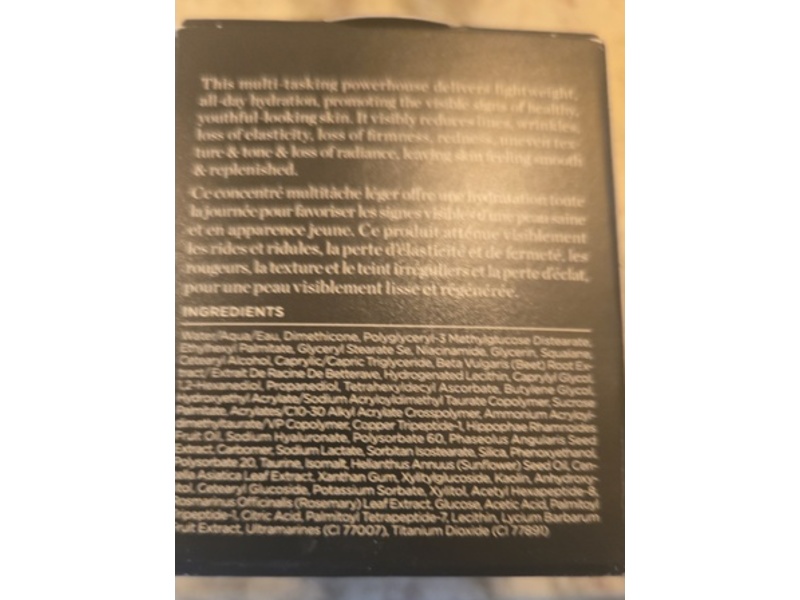 This multi-tasking powerhouse delivers lightweight,
all-day hydration, promoting the visible signs of healthy,
youthful-looking skin. It visibly reduces lines, wrinkles,
loss of elasticity, loss of firmness, redness, uneven tex-
ture & tone & loss of radiance, leaving skin feeling smooth
& replenished.
Ce concentré multitâche léger offre une hydratation toute
la journée pour favoriser les signes visibles d'une peau saine
et en apparence jeune. Ce produit atténue visiblement
les rides et ridules, la perte d'élasticité et de fermeté, les
rougeurs, la texture et le teint irréguliers et la perte d'éclat,
pour une peau visiblement lisse et régénérée.
INGREDIENTS
/Aqua/Eau, Dimethicone, Polyglyceryl-3 Methylglucose Distearate,
Ethylhexyl Palmitate, Glyceryl Stearate Se, Niacinamide, Glycerin, Squalane,
Cetearyl Alcohol, Caprylic/Capric Triglyceride, Beta Vulgaris (Beet) Root Ex-
tract/ Extrait De Racine De Betterave, Hydrogenated Lecithin, Caprylyl Glycol,
1,2-Hexanediol, Propanediol, Tetrahexyldecyl Ascorbate, Butylene Glycol,
Hydroxyethyl Acrylate/Sodium Acryloyldimethyl Taurate Copolymer, Sucrose
Palmitate, Acrylates/C10-30 Alkyl Acrylate Crosspolymer, Ammonium Acryloyl-
dimethyltaurate/VP Copolymer, Copper Tripeptide-1, Hippophae Rhamnoides
Fruit Oil, Sodium Hyaluronate, Polysorbate 60, Phaseolus Angularis Seed
Extract, Carbomer, Sodium Lactate, Sorbitan Isostearate, Silica, Phenoxyethanol,
Polysorbate 20, Taurine, Isomalt, Helianthus Annuus (Sunflower) Seed Oil, Cen-
tella Asiatica Leaf Extract, Xanthan Gum, Xylitylglucoside, Kaolin, Anhydroxy-
litol, Cetearyl Glucoside, Potassium Sorbate, Xylitol, Acetyl Hexapeptide-8,
Rosmarinus Officinalis (Rosemary) Leaf Extract, Glucose, Acetic Acid, Palmitoyl
Tripeptide-1, Citric Acid, Palmitoyl Tetrapeptide-7, Lecithin, Lycium Barbarum
Fruit Extract, Ultramarines (CI 77007), Titanium Dioxide (CI 77891)